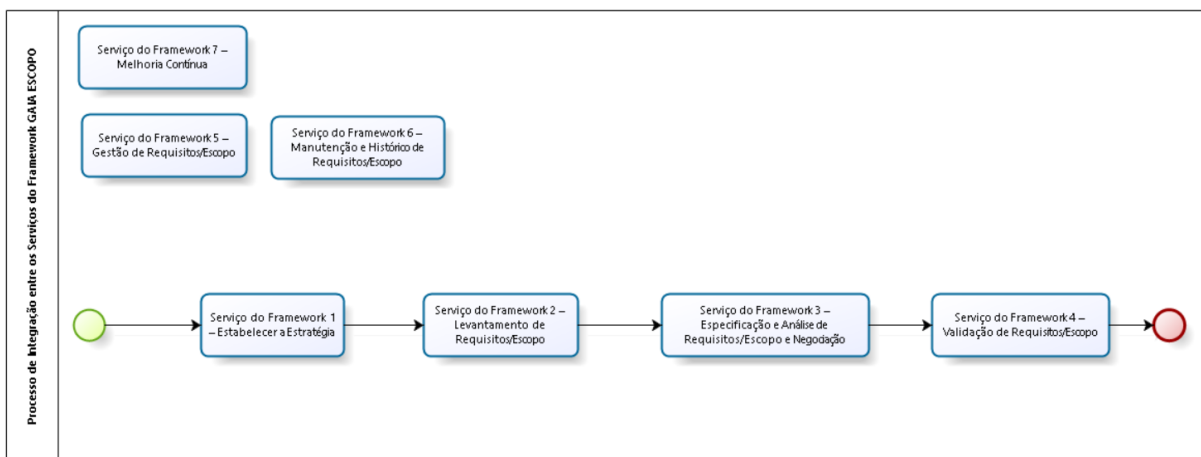 Processo de Integração entre os Serviços do Framework GAIA ESCOPO
Serviço do Framework 7 –
Melhoria Contínua
Serviço do Framework 5 –
Gestão de Requisitos/Escopo
Serviço do Framework 6 –
Manutenção e Histórico de
Requisitos/Escopo
Serviço do Framework 1
– Estabelecer a Estratégia
Serviço do Framework 2 –
Levantamento de
Requisitos/Escopo
Serviço do Framework 3 –
Especificação e Análise de
Requisitos/Escopo e Negociação
Serviço do Framework 4 –
Validação de Requisitos/Escopo